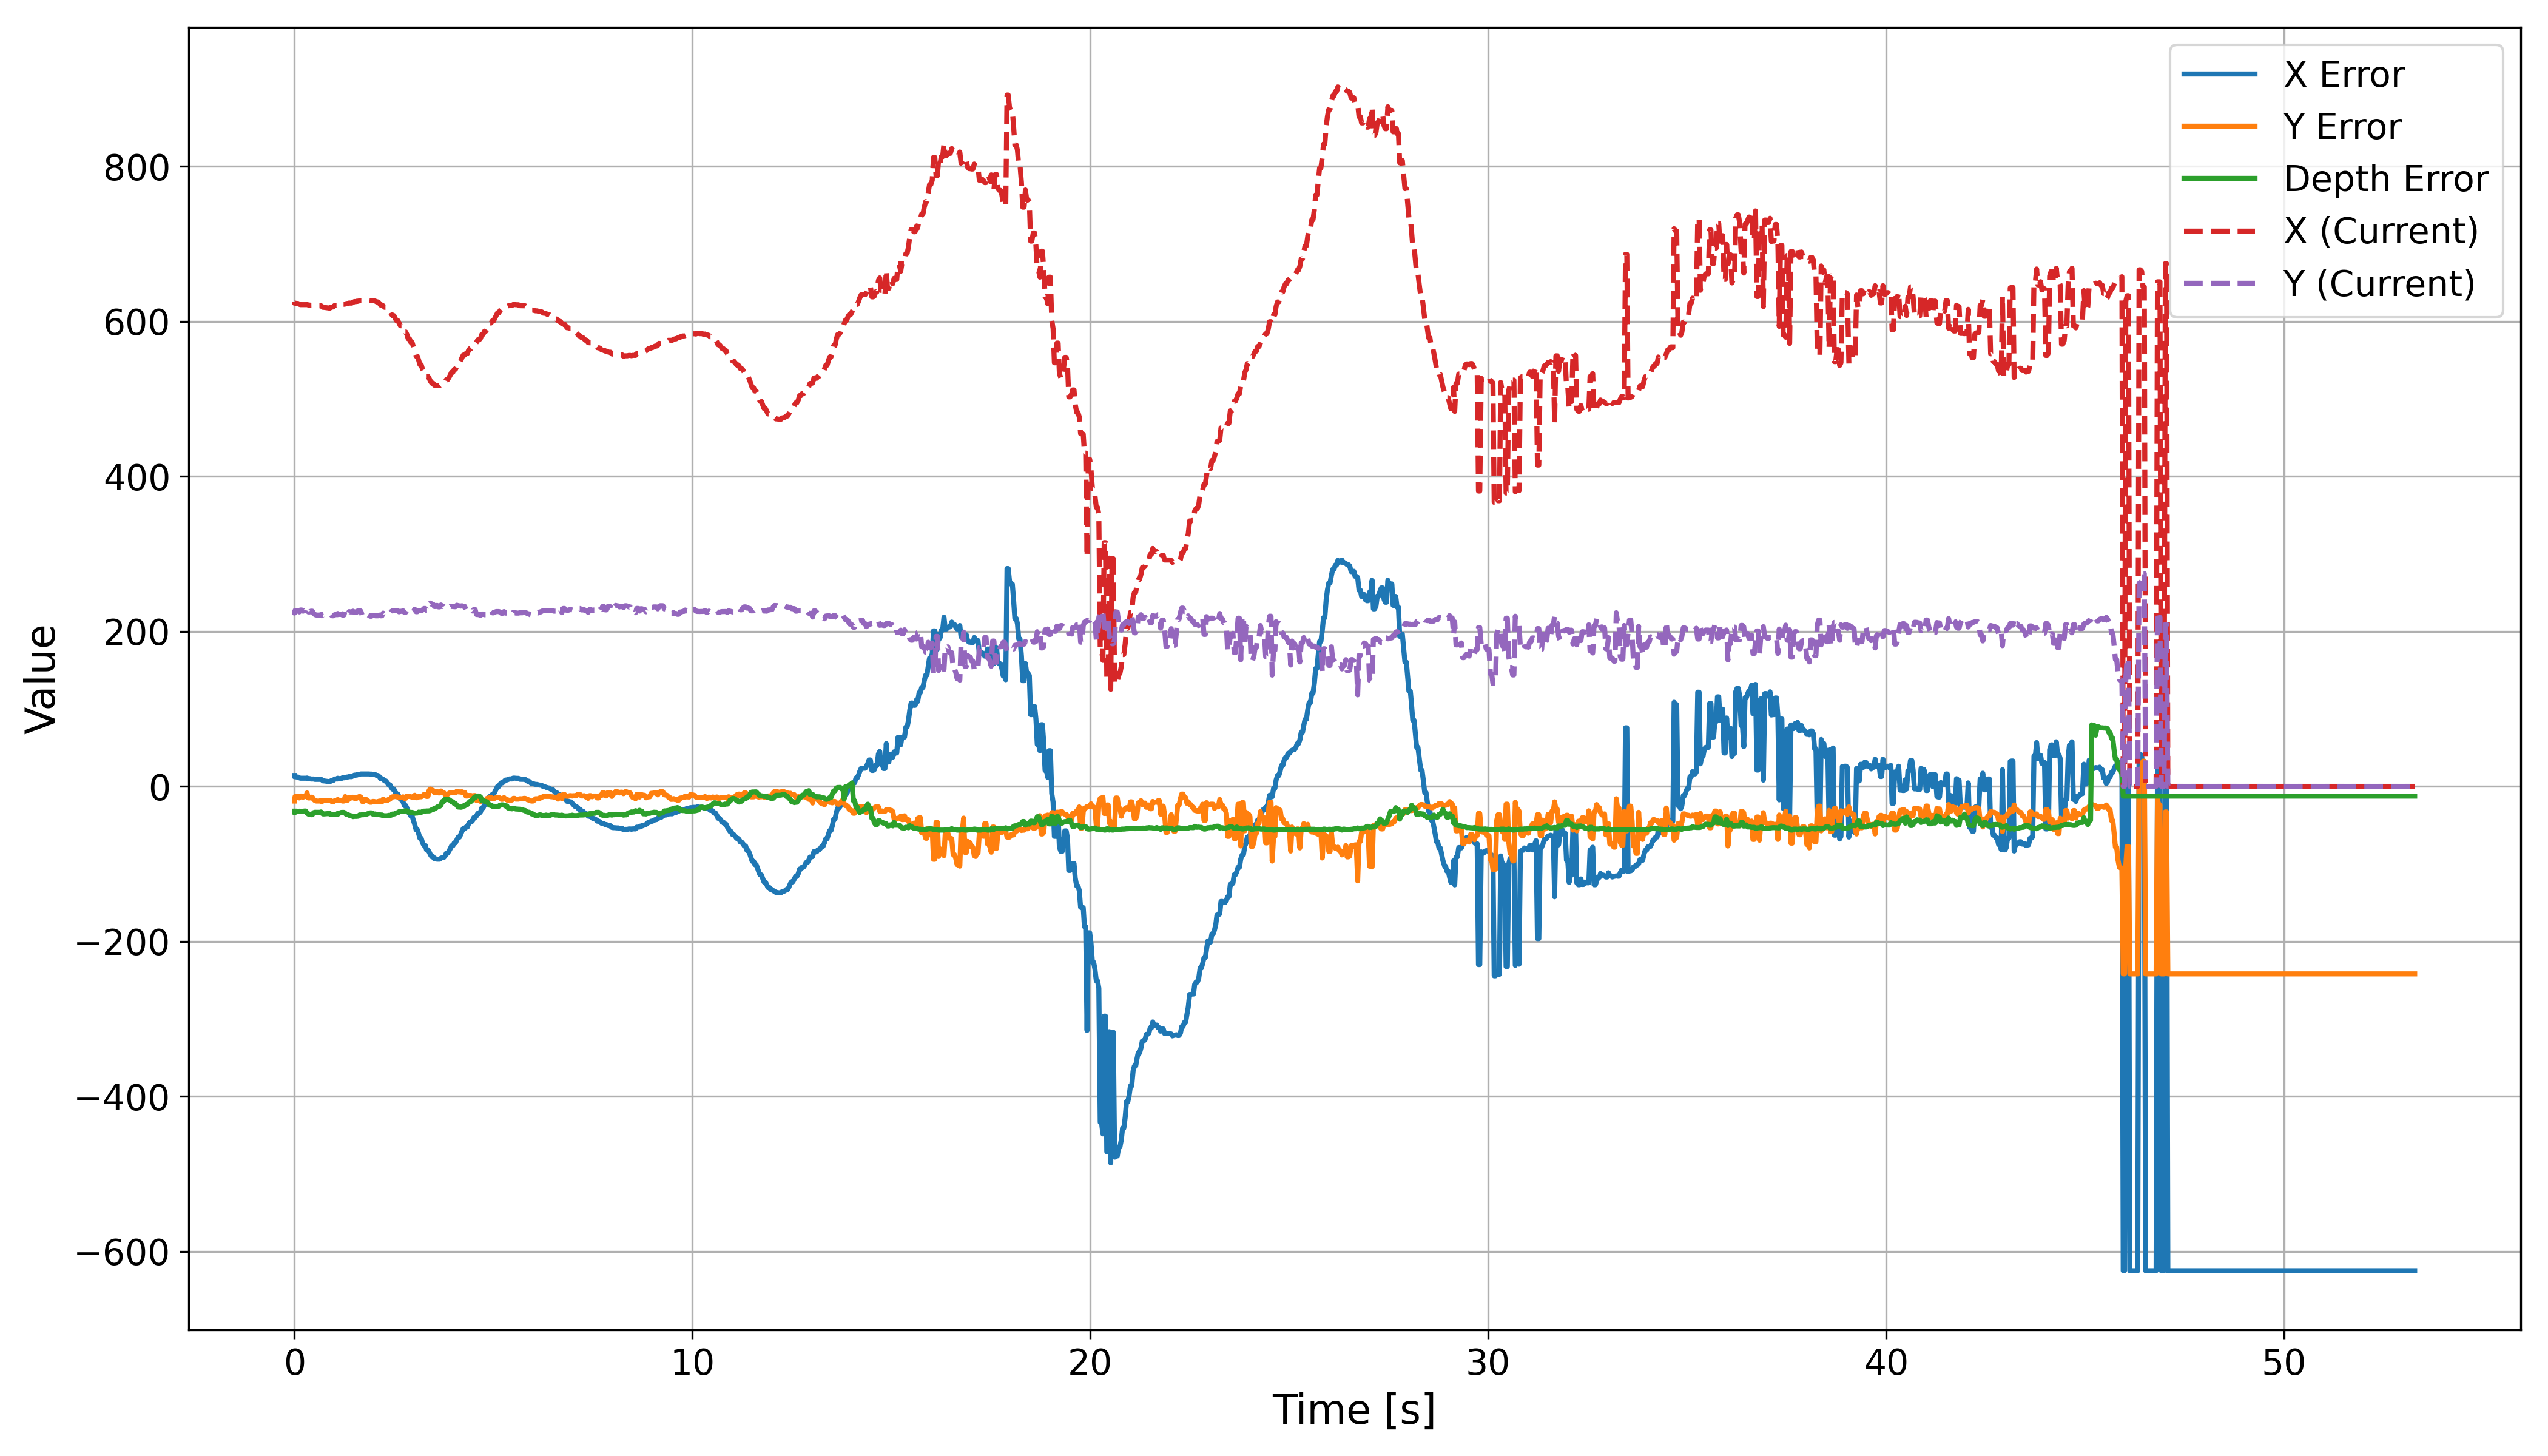 X Error
Y Error
Depth Error
X (Current)
Y (Current)
800
600
400
200
0
−200
−400
−600
Value
0 10 20 30 40 50
Time [s]